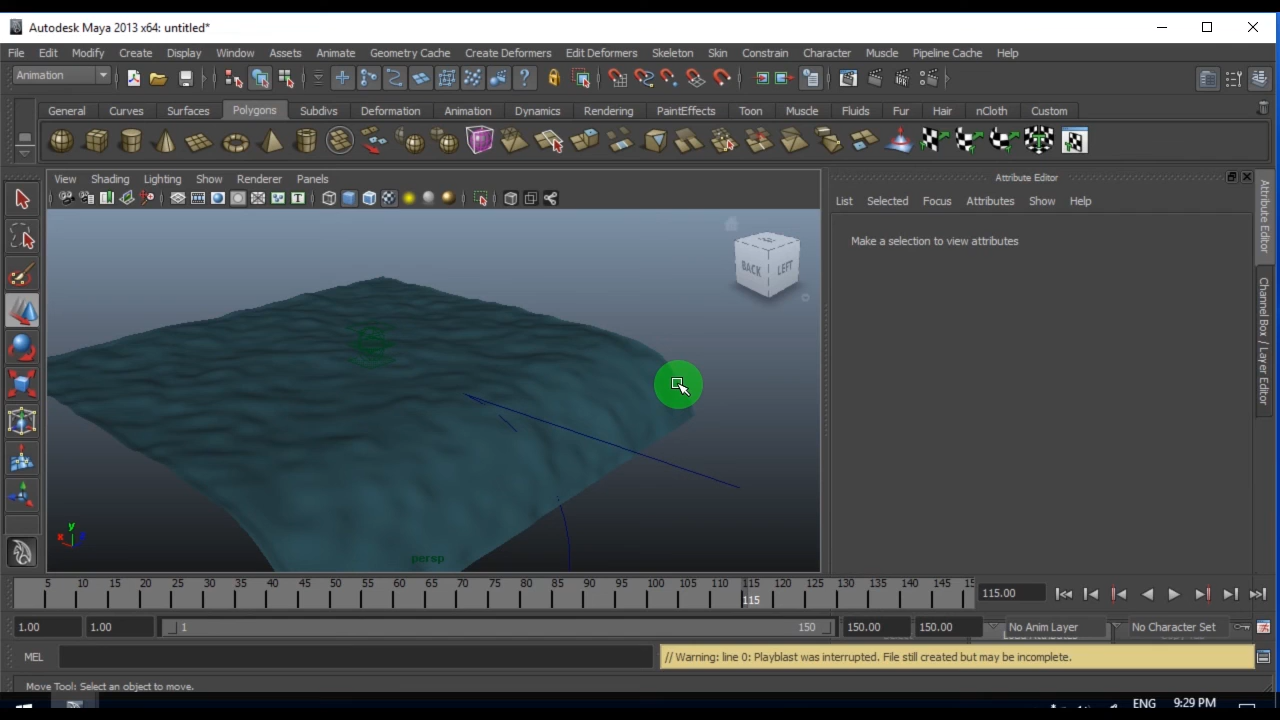 Autodesk Maya 2013 x64: untitled*
File Edit Modify Create Display Window Assets Animate Geometry Cache Create Deformers Edit Deformers Skeleton Skin Constrain Character Muscle Pipeline Cache Help
Animation
General Curves Surfaces Subdivs Polygons Deformation Animation Dynamics Rendering PaintEffects Toon Muscle Fluids Fur Hair nCloth Custom
View Shading Lighting Show Renderer Panels
Attribute Editor
List Selected Focus Attributes Show Help
Make a selection to view attributes
Attribute Editor
Channel Box / Layer Editor
BACK LEFT
y
x
persp
5 10 15 20 25 30 35 40 45 50 55 60 65 70 75 80 85 90 95 100 105 110 115 120 125 130 135 140 145 15
115
115.00
1.00 1.00 1 150 150.00 150.00 No Anim Layer No Character Set
MEL // Warning: line 0: Playblast was interrupted. File still created but may be incomplete.
Move Tool: Select an object to move.
ENG 9:29 PM